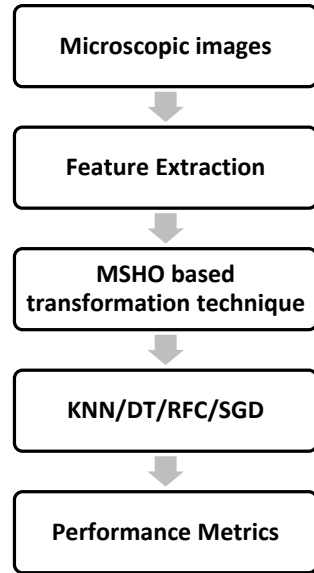 Microscopic images
Feature Extraction
MSHO based
transformation technique
KNN/DT/RFC/SGD
Performance Metrics